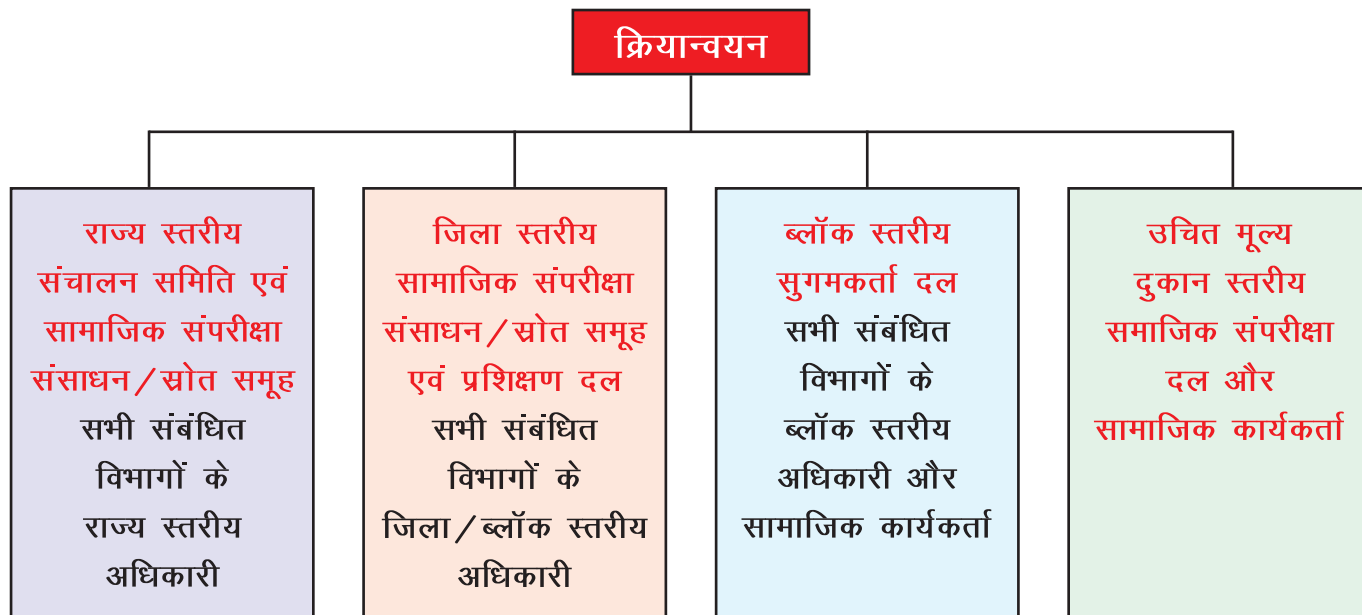 क्रियान्वयन
राज्य स्तरीय
संचालन समिति एवं
सामाजिक संपरीक्षा
संसाधन/स्रोत समूह
सभी संबंधित
विभागों के
राज्य स्तरीय
अधिकारी
जिला स्तरीय
सामाजिक संपरीक्षा
संसाधन/स्रोत समूह
एवं प्रशिक्षण दल
सभी संबंधित
विभागों के
जिला/ब्लॉक स्तरीय
अधिकारी
ब्लॉक स्तरीय
सुगमकर्ता दल
सभी संबंधित
विभागों के
ब्लॉक स्तरीय
अधिकारी और
सामाजिक कार्यकर्ता
उचित मूल्य
दुकान स्तरीय
समाजिक संपरीक्षा
दल और
सामाजिक कार्यकर्ता